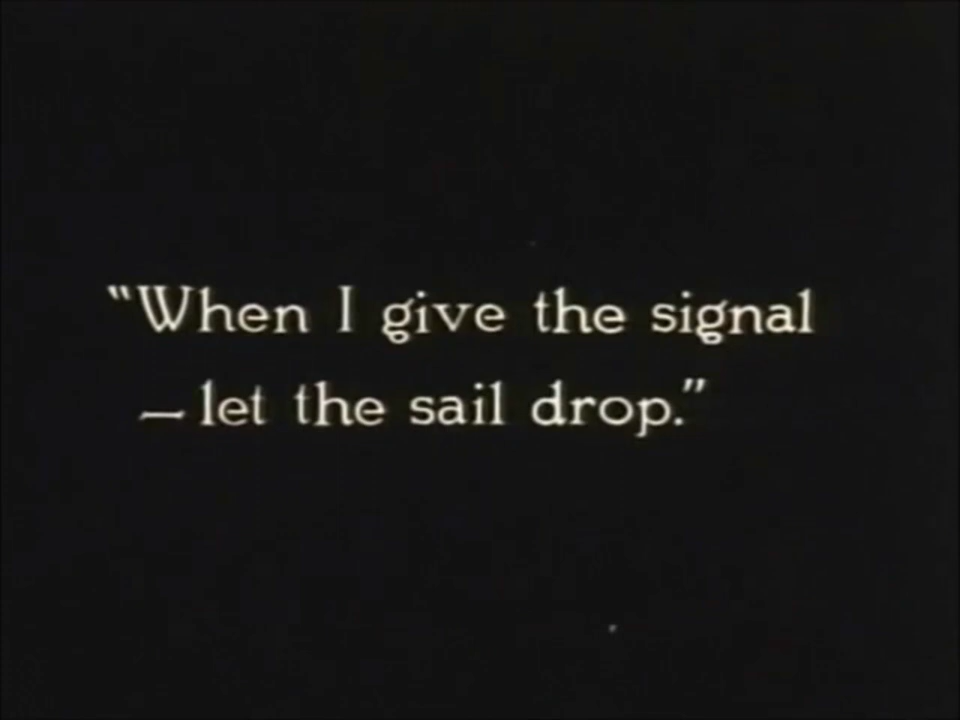 “When I give the signal
— let the sail drop.”